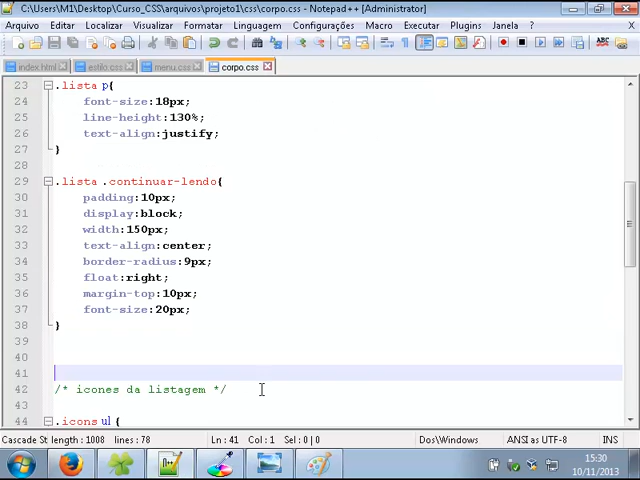 C:\Users\M1\Desktop\Curso_CSS\arquivos\projeto1\css\corpo.css - Notepad++ [Administrator]
Arquivo Editar Localizar Visualizar Formatar Linguagem Configurações Macro Executar Plugins Janela ? X
index.html estilo.css menu.css corpo.css
23 .lista p{
24 font-size:18px;
25 line-height:130%;
26 text-align:justify;
27 }
28
29 .lista .continuar-lendo{
30 padding:10px;
31 display:block;
32 width:150px;
33 text-align:center;
34 border-radius:9px;
35 float:right;
36 margin-top:10px;
37 font-size:20px;
38 }
39
40
41
42 /* icones da listagem */
43
44 .icons ul {
Cascade St length : 1008 lines : 78 Ln : 41 Col : 1 Sel : 0 | 0 Dos\Windows ANSI as UTF-8 INS
15:30
10/11/2013